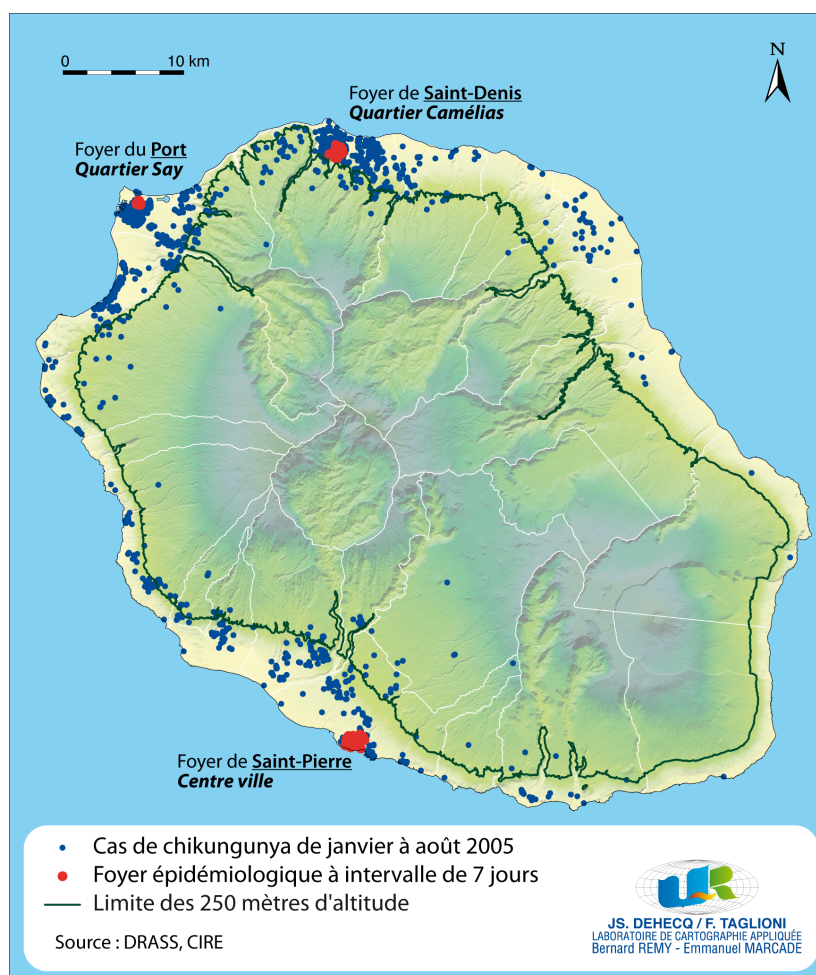 0 10 km
N
Foyer de Saint-Denis
Quartier Camélias
Foyer du Port
Quartier Say
Foyer de Saint-Pierre
Centre ville
Cas de chikungunya de janvier à août 2005
Foyer épidémiologique à intervalle de 7 jours
Limite des 250 mètres d'altitude
Source : DRASS, CIRE
UR
JS. DEHECQ / F. TAGLIONI
LABORATOIRE DE CARTOGRAPHIE APPLIQUÉE
Bernard REMY - Emmanuel MARCADE